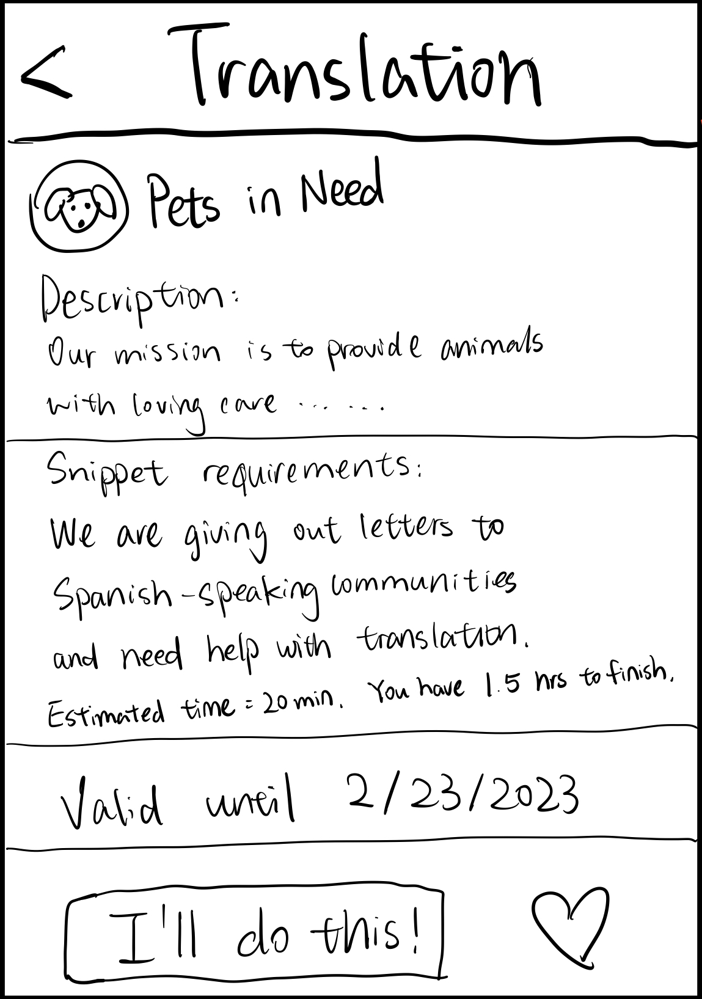 < Translation
Pets in Need
Description:
Our mission is to provide animals
with loving care ... ...
Snippet requirements:
We are giving out letters to
Spanish-speaking communities
and need help with translation.
Estimated time = 20 min. You have 1.5 hrs to finish.
Valid until 2/23/2023
I'll do this!